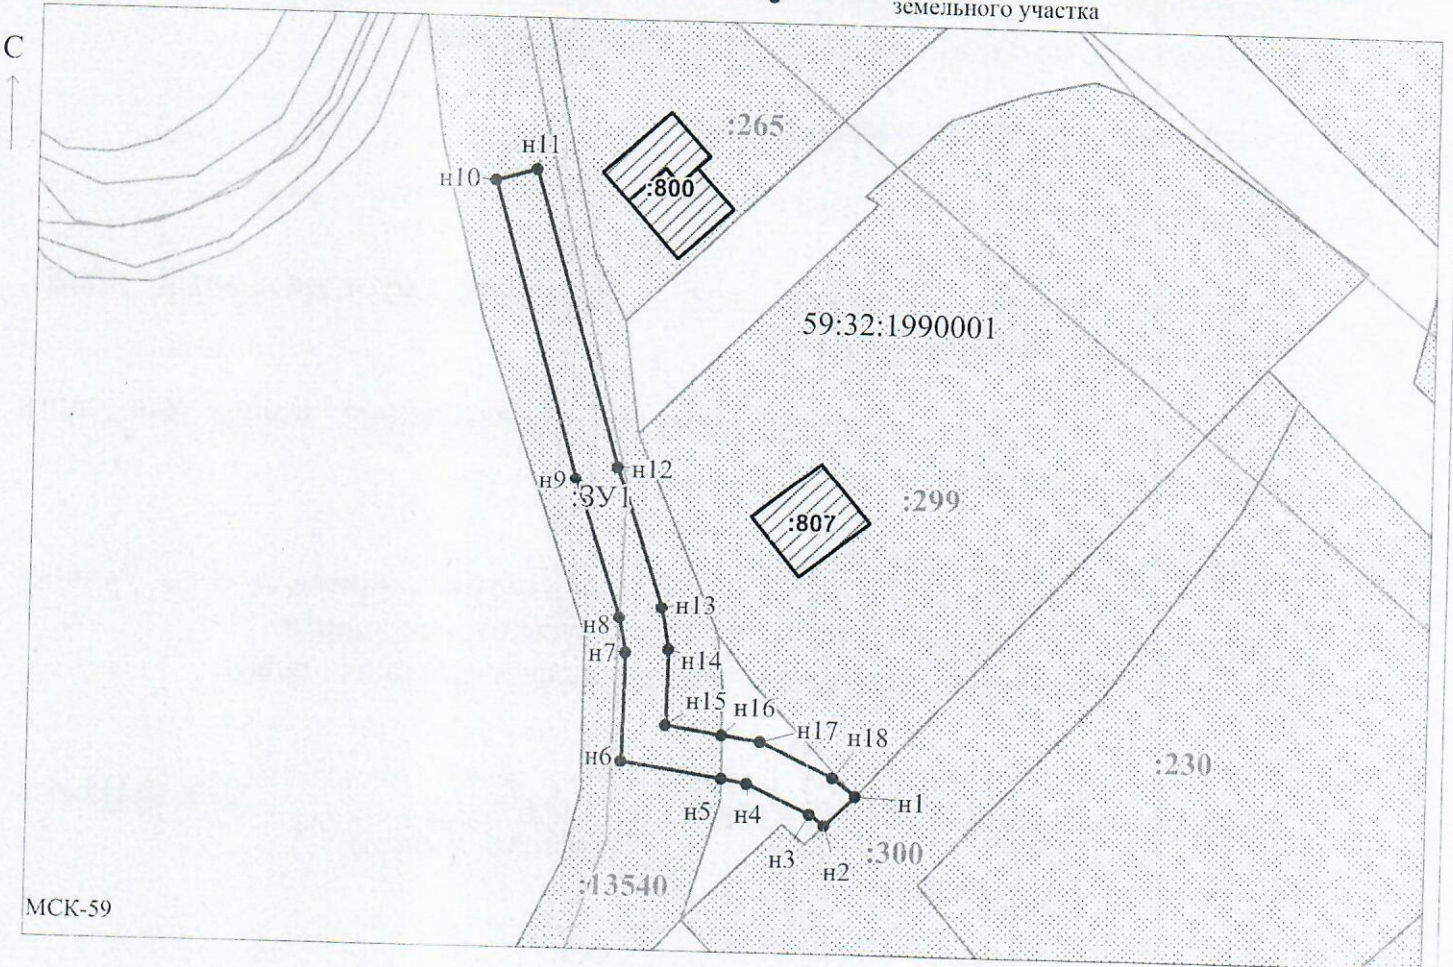 земельного участка
С
:265
н11
н10
:800
59:32:1990001
н12
н9
:ЗУ1
:299
:807
н13
н8
н7
н14
н15
н16
н17
н18
н6
:230
н5
н4
н1
н3
н2
:300
:13540
МСК-59